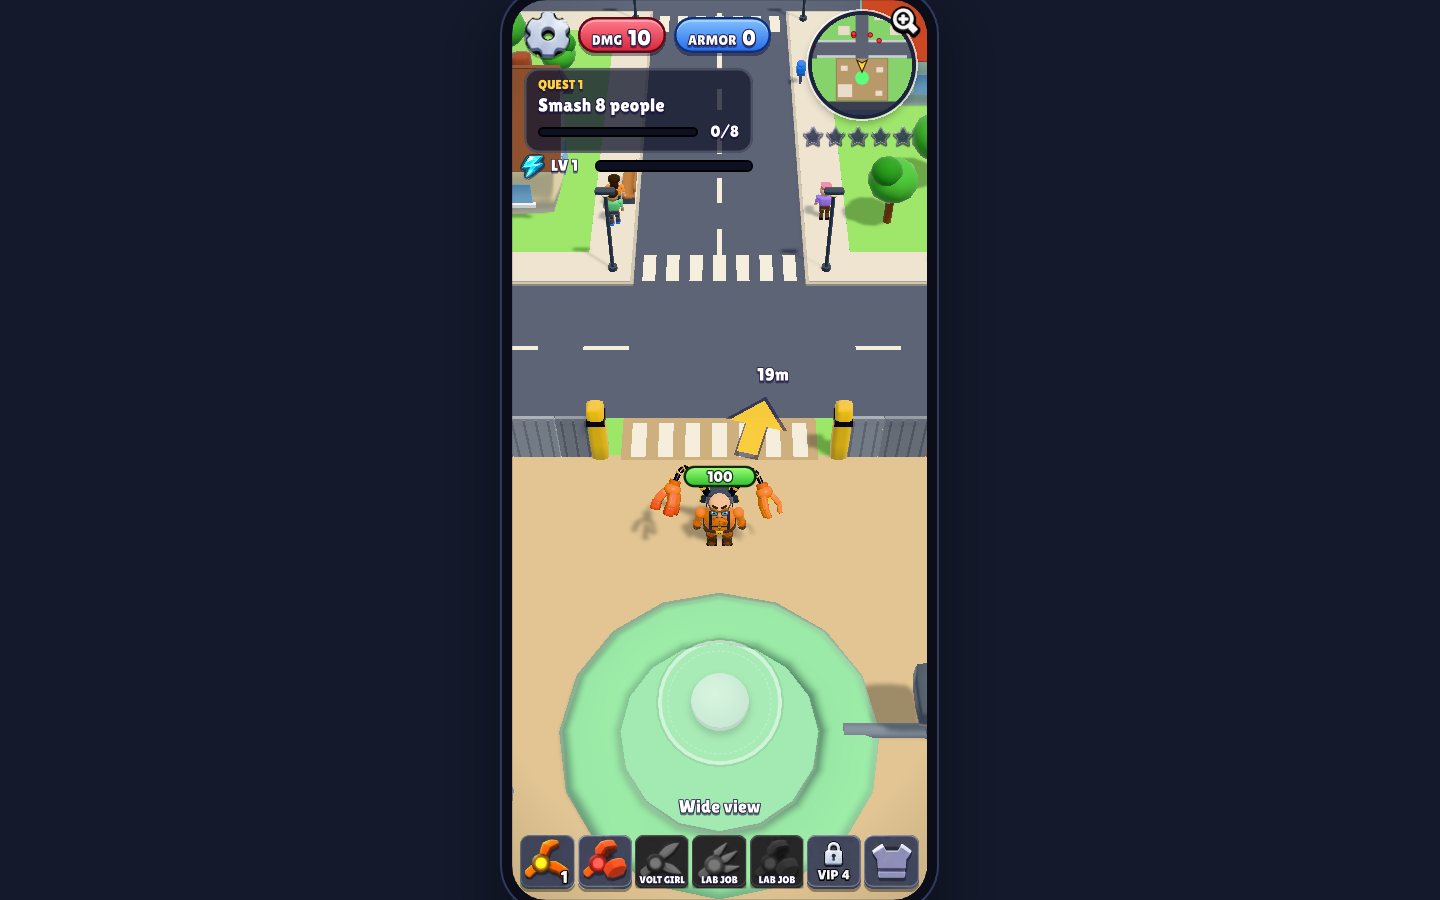 DMG 10
ARMOR 0
QUEST 1
Smash 8 people
0/8
LV 1
19m
100
Wide view
1
VOLT GIRL
LAB JOB
LAB JOB
VIP 4